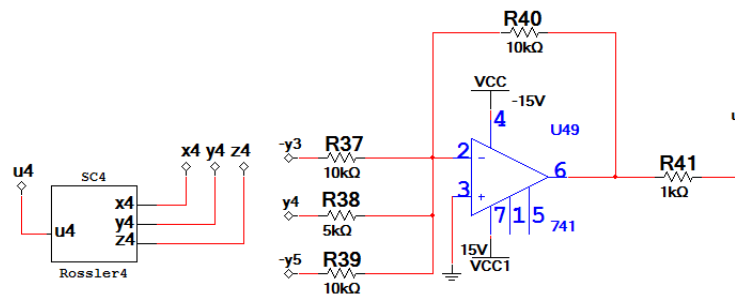 R40
10kΩ
VCC
-15V
4
U49
-y3
R37
10kΩ
2
6
R41
1kΩ
u
x4 y4 z4
u4
SC4
x4
u4
y4
z4
Rossler4
y4
R38
5kΩ
3
7
1
5
741
15V
VCC1
-y5
R39
10kΩ